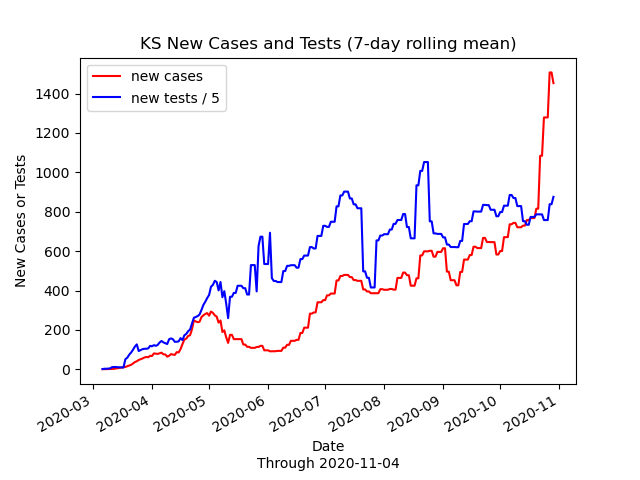 KS New Cases and Tests (7-day rolling mean)
new cases
new tests / 5
New Cases or Tests
1400
1200
1000
800
600
400
200
0
2020-03
2020-04
2020-05
2020-06
2020-07
2020-08
2020-09
2020-10
2020-11
Date
Through 2020-11-04